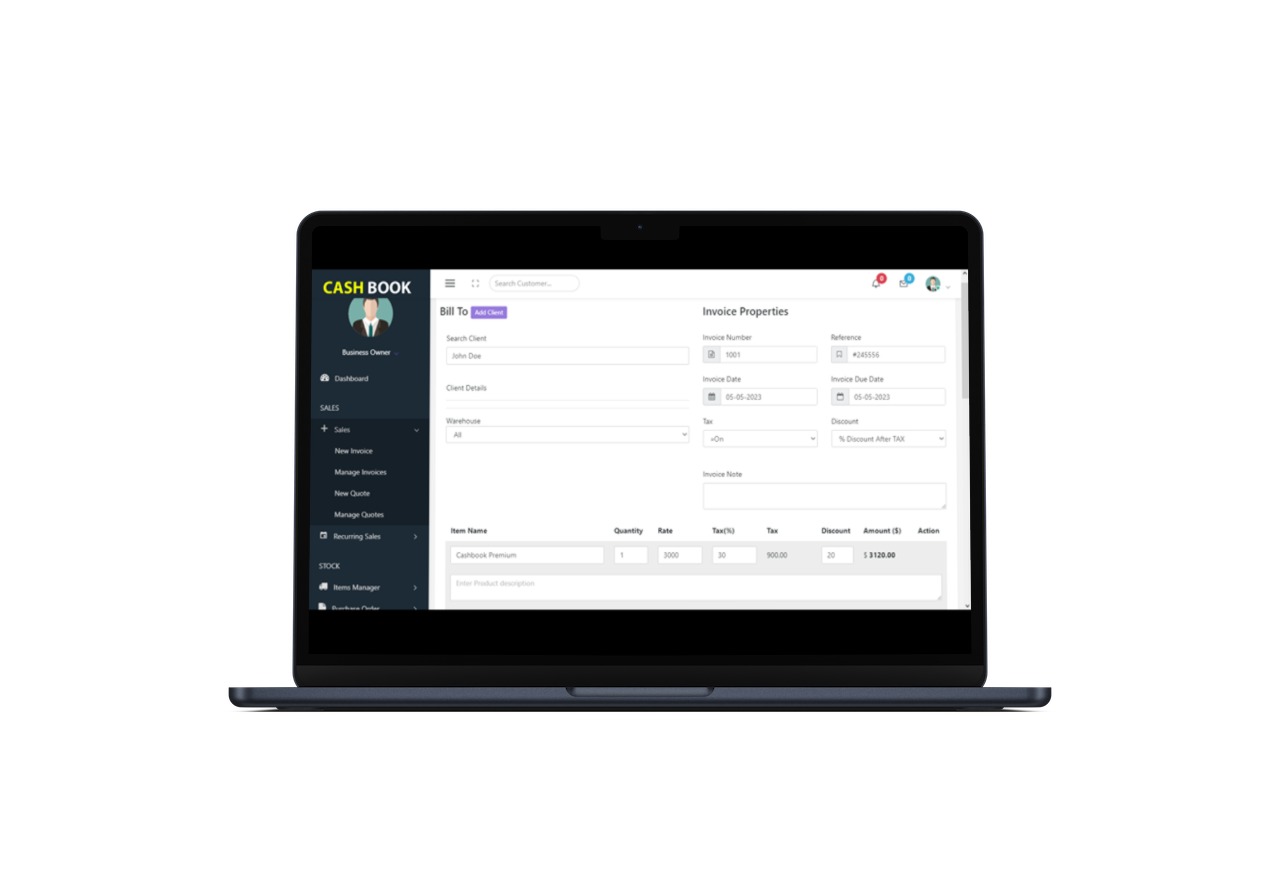 CASH BOOK
Business Owner
Dashboard
SALES
Sales
New Invoice
Manage Invoices
New Quote
Manage Quotes
Recurring Sales
STOCK
Items Manager
Purchase Order
Search Customer...
0
0
Bill To Add Client
Search Client
John Doe
Client Details
Warehouse
All
Invoice Properties
Invoice Number Reference
1001 #245556
Invoice Date Invoice Due Date
05-05-2023 05-05-2023
Tax Discount
»On % Discount After TAX
Invoice Note
Item Name Quantity Rate Tax(%) Tax Discount Amount ($) Action
Cashbook Premium 1 3000 30 900.00 20 $ 3120.00
Enter Product description